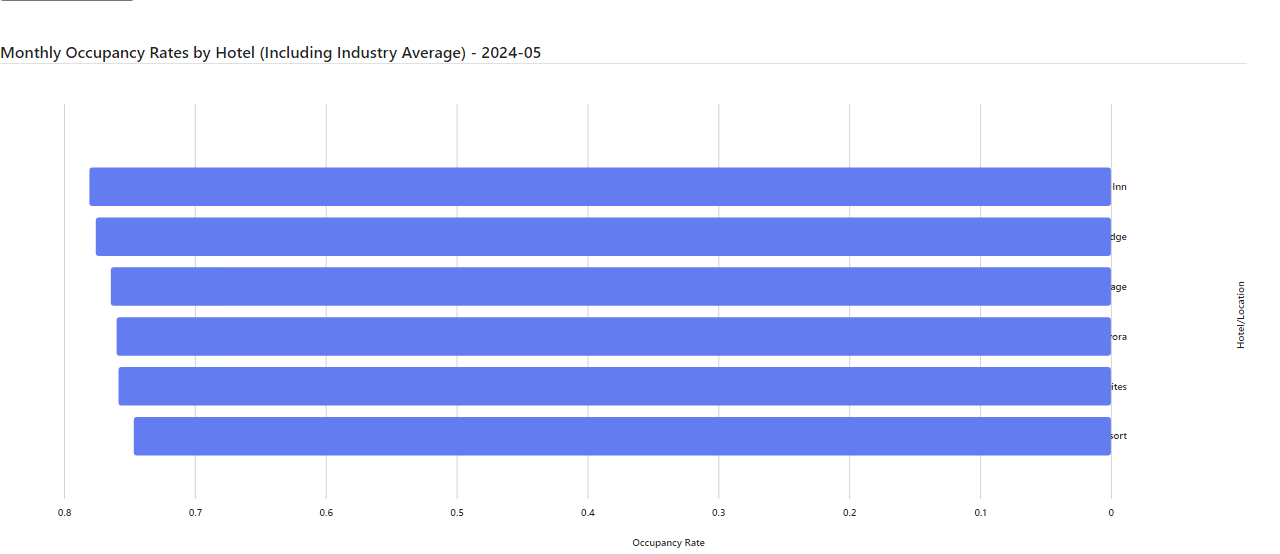 Monthly Occupancy Rates by Hotel (Including Industry Average) - 2024-05
Inn
dge
age
ora
ites
sort
Hotel/Location
0.8 0.7 0.6 0.5 0.4 0.3 0.2 0.1 0
Occupancy Rate